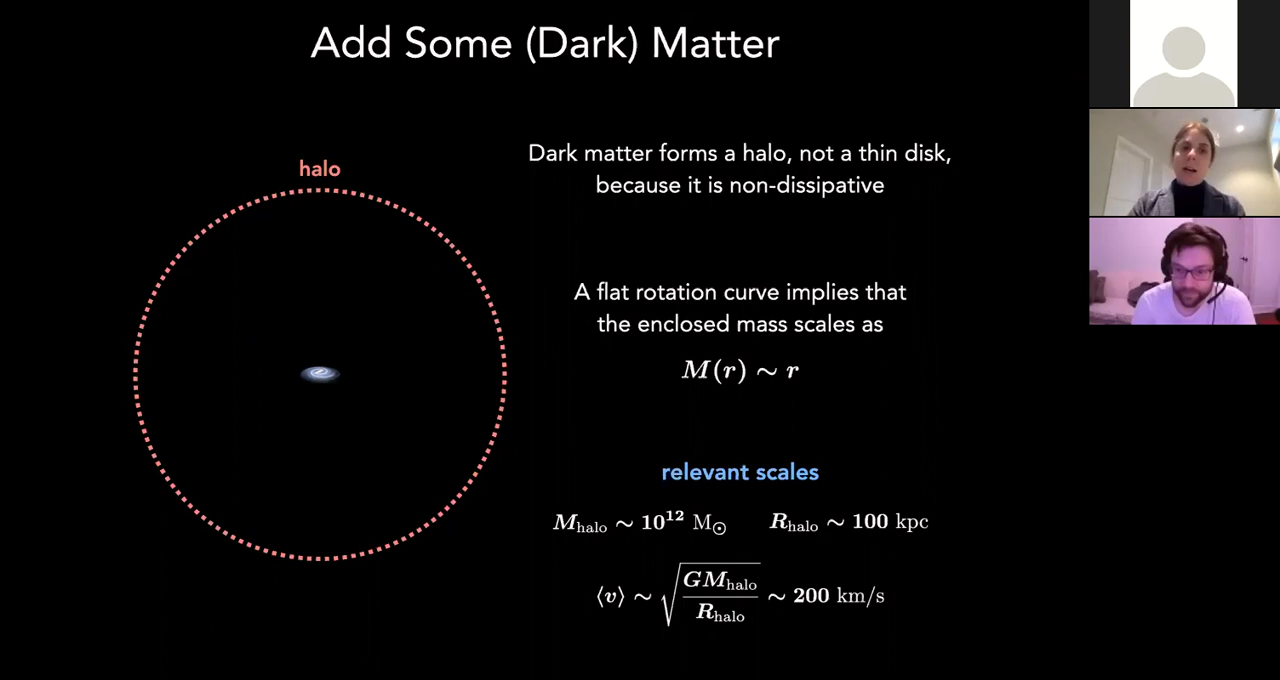 Add Some (Dark) Matter
halo
Dark matter forms a halo, not a thin disk,
because it is non-dissipative
A flat rotation curve implies that
the enclosed mass scales as
M(r) ∼ r
relevant scales
M_halo ∼ 10^12 M_⊙ R_halo ∼ 100 kpc
⟨v⟩ ∼ √(GM_halo / R_halo) ∼ 200 km/s